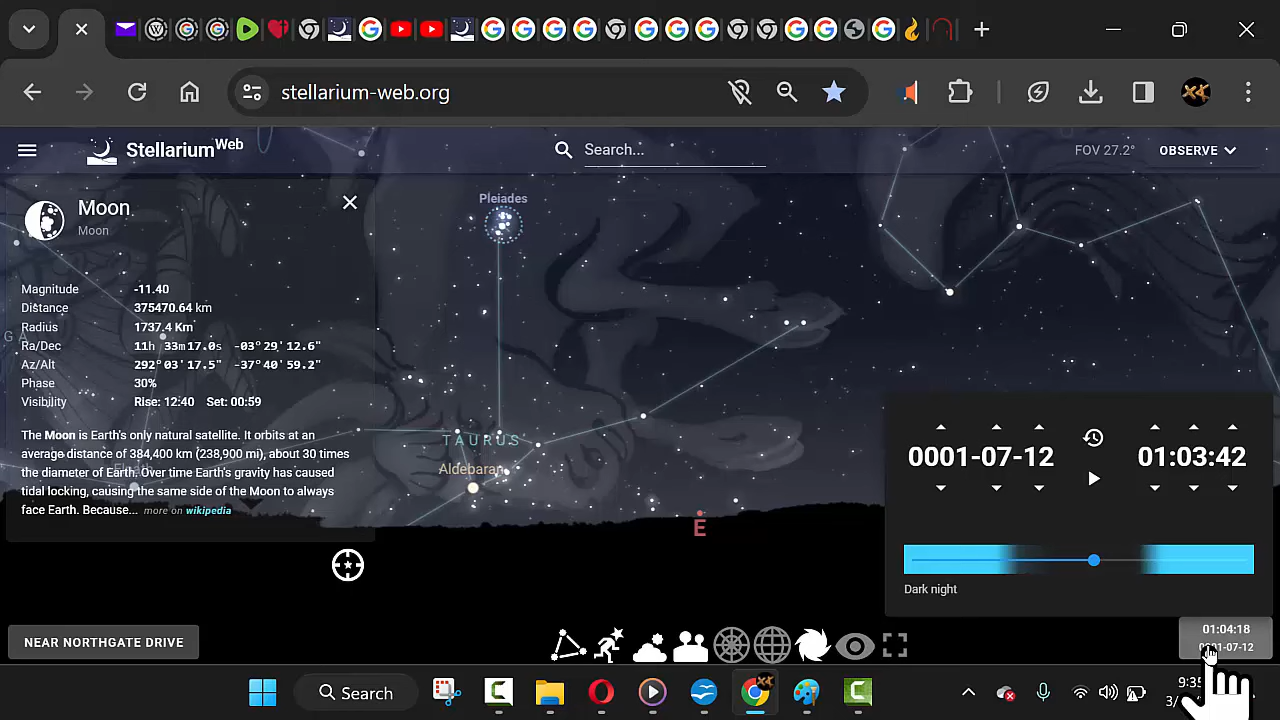 stellarium-web.org
StellariumWeb
Search...
FOV 27.2°
OBSERVE
Moon
Moon
Magnitude -11.40
Distance 375470.64 km
Radius 1737.4 Km
Ra/Dec 11h 33m17.0s -03°29'12.6"
Az/Alt 292°03'17.5" -37°40'59.2"
Phase 30%
Visibility Rise: 12:40 Set: 00:59
The Moon is Earth's only natural satellite. It orbits at an
average distance of 384,400 km (238,900 mi), about 30 times
the diameter of Earth. Over time Earth's gravity has caused
tidal locking, causing the same side of the Moon to always
face Earth. Because... more on wikipedia
Pleiades
TAURUS
Aldebaran
E
0001-07-12
01:03:42
Dark night
NEAR NORTHGATE DRIVE
01:04:18
0001-07-12
Search